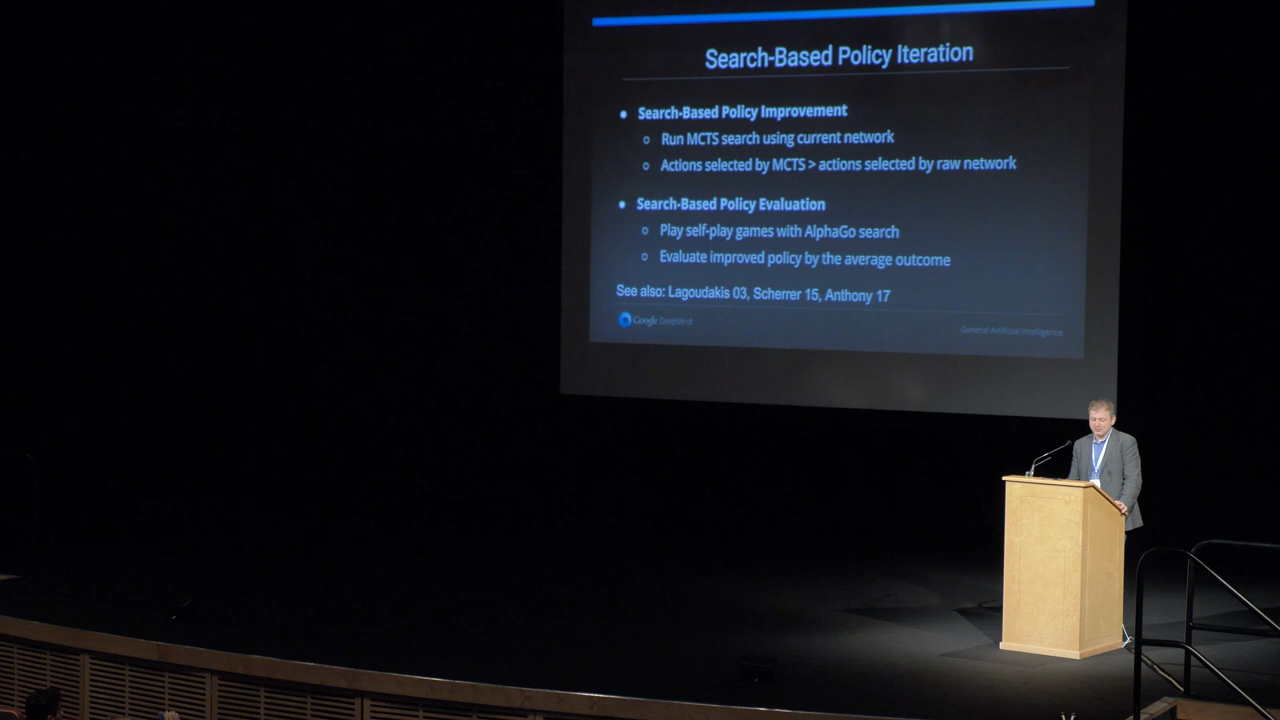 Search-Based Policy Iteration
Search-Based Policy Improvement
Run MCTS search using current network
Actions selected by MCTS > actions selected by raw network
Search-Based Policy Evaluation
Play self-play games with AlphaGo search
Evaluate improved policy by the average outcome
See also: Lagoudakis 03, Scherrer 15, Anthony 17
Google DeepMind
General Artificial Intelligence